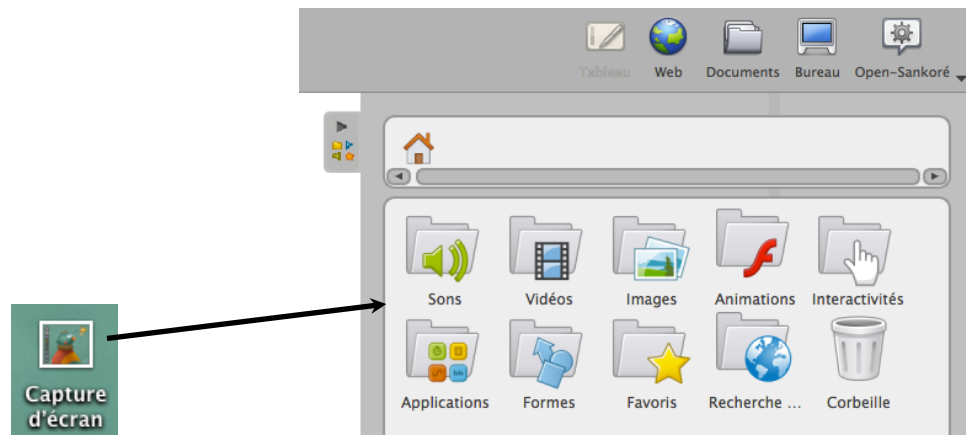 Tableau Web Documents Bureau Open-Sankoré
Sons Vidéos Images Animations Interactivités
Applications Formes Favoris Recherche ... Corbeille
Capture
d'écran